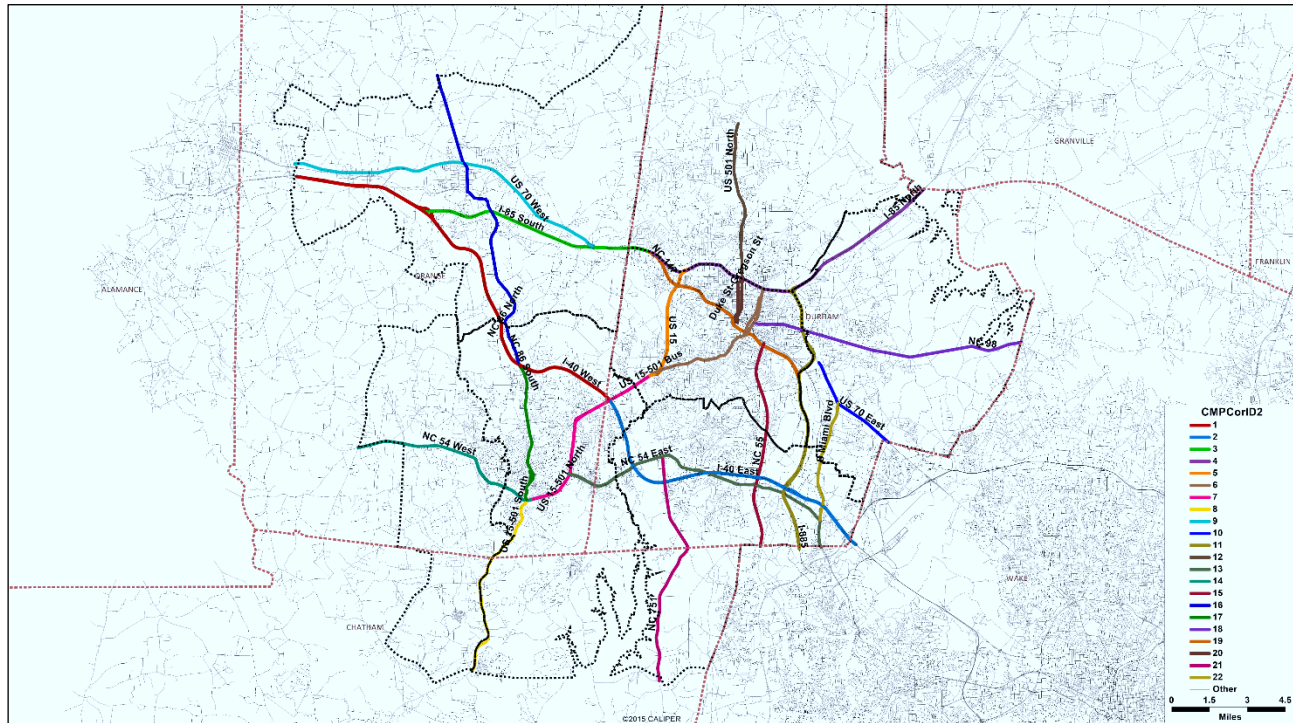 GRANVILLE
US 501 North
US 70 West
I-85 North
I-85 South
FRANKLIN
ORANGE
ALAMANCE
Duke St-Gregson St
DURHAM
NC 86 North
US 15
NC 98
NC 86 South
I-40 West
US 15-501 Bus
US 70 East
S Miami Blvd
NC 54 West
NC 54 East
NC 55
I-40 East
US 15-501 North
US 15-501 South
I-885
WAKE
NC 751
CHATHAM
CMPCorID2
1
2
3
4
5
6
7
8
9
10
11
12
13
14
15
16
17
18
19
20
21
22
Other
0 1.5 3 4.5
Miles
©2015 CALIPER